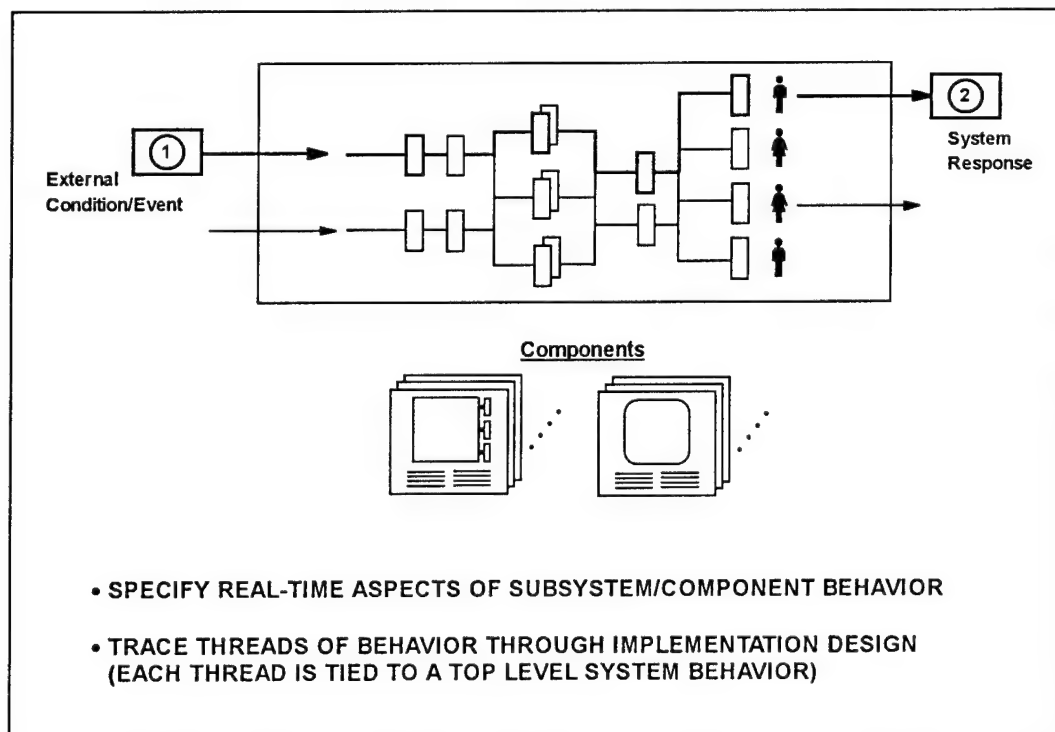 1
2
System
Response
External
Condition/Event
Components
• SPECIFY REAL-TIME ASPECTS OF SUBSYSTEM/COMPONENT BEHAVIOR
• TRACE THREADS OF BEHAVIOR THROUGH IMPLEMENTATION DESIGN
(EACH THREAD IS TIED TO A TOP LEVEL SYSTEM BEHAVIOR)